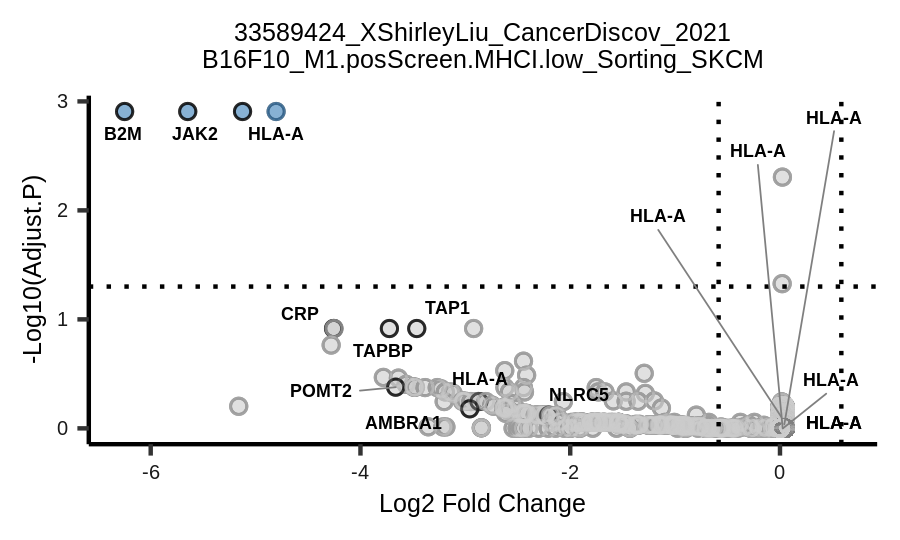 33589424_XShirleyLiu_CancerDiscov_2021
B16F10_M1.posScreen.MHCI.low_Sorting_SKCM
-Log10(Adjust.P)
3
2
1
0
B2M
JAK2
HLA-A
HLA-A
HLA-A
HLA-A
CRP
TAP1
TAPBP
POMT2
HLA-A
NLRC5
AMBRA1
HLA-A
HLA-A
-6
-4
-2
0
Log2 Fold Change